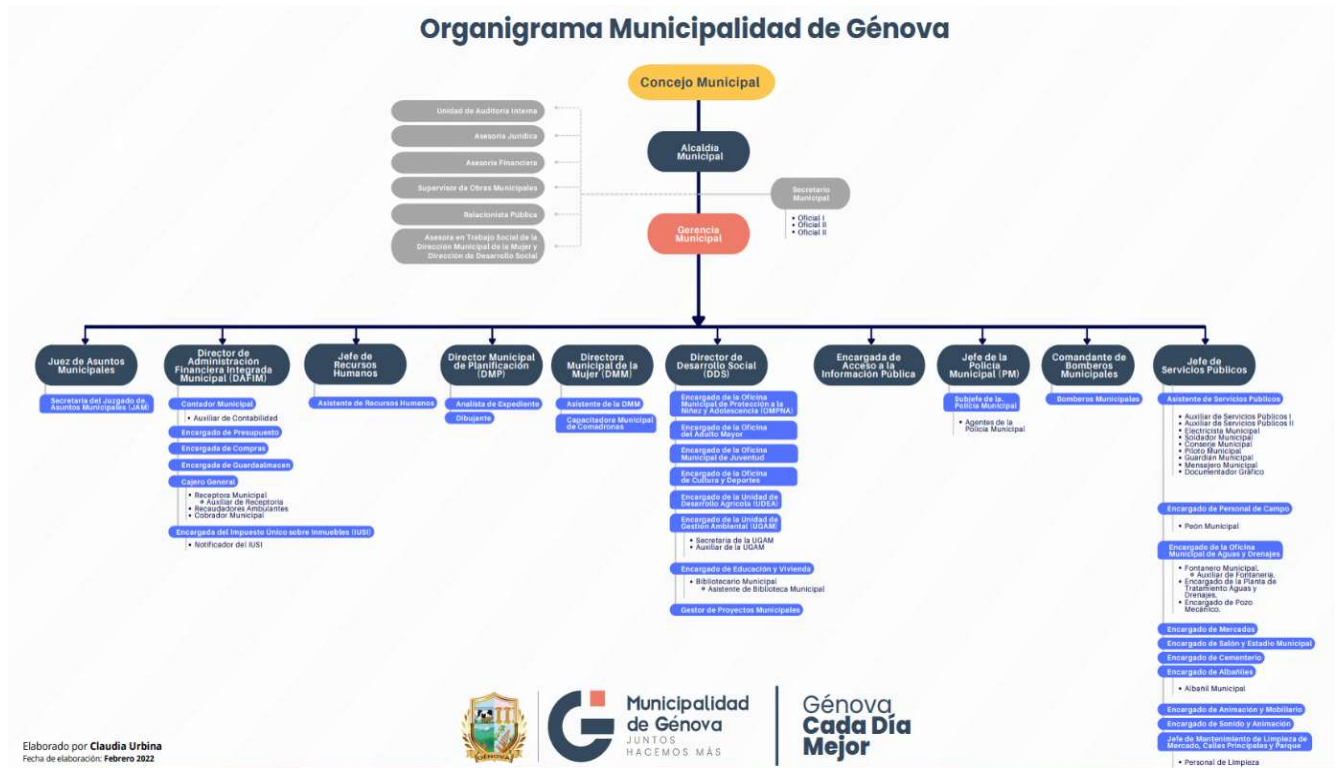 Organigrama Municipalidad de Génova
Concejo Municipal
Unidad de Auditoría Interna
Asesoría Jurídica
Asesoría Financiera
Supervisor de Obras Municipales
Relacionista Pública
Asesora en Trabajo Social de la
Dirección Municipal de la Mujer y
Dirección de Desarrollo Social
Alcaldía
Municipal
Secretario
Municipal
• Oficial I
• Oficial II
• Oficial II
Gerencia
Municipal
Juez de Asuntos
Municipales
Secretaria del Juzgado de
Asuntos Municipales (JAM)
Director de
Administración
Financiera Integrada
Municipal (DAFIM)
Contador Municipal
• Auxiliar de Contabilidad
Encargado de Presupuesto
Encargada de Compras
Encargada de Guardaalmacen
Cajero General
• Receptora Municipal
Auxiliar de Receptoría
• Recaudadores Ambulantes
• Cobrador Municipal
Encargada del Impuesto Único sobre Inmuebles (IUSI)
• Notificador del IUSI
Jefe de
Recursos
Humanos
Asistente de Recursos Humanos
Director Municipal
de Planificación
(DMP)
Analista de Expediente
Dibujante
Directora
Municipal de la
Mujer (DMM)
Asistente de la DMM
Capacitadora Municipal
de Comadronas
Director de
Desarrollo Social
(DDS)
Encargado de la Oficina
Municipal de Protección a la
Niñez y Adolescencia (OMPNA)
Encargado de la Oficina
del Adulto Mayor
Encargado de la Oficina
Municipal de Juventud
Encargado de la Oficina
de Cultura y Deportes
Encargado de la Unidad de
Desarrollo Agrícola (UDEA)
Encargado de la Unidad de
Gestión Ambiental (UGAM)
• Secretaria de la UGAM
• Auxiliar de la UGAM
Encargado de Educación y Vivienda
• Bibliotecario Municipal
Asistente de Biblioteca Municipal
Gestor de Proyectos Municipales
Encargada de
Acceso a la
Información Pública
Jefe de la
Policía
Municipal (PM)
Subjefe de la.
Policía Municipal
• Agentes de la
Policía Municipal
Comandante de
Bomberos
Municipales
Bomberos Municipales
Jefe de
Servicios Públicos
Asistente de Servicios Públicos
• Auxiliar de Servicios Públicos I
• Auxiliar de Servicios Públicos II
• Electricista Municipal
• Soldador Municipal
• Conserje Municipal
• Piloto Municipal
• Guardián Municipal
• Mensajero Municipal
• Documentador Gráfico
Encargado de Personal de Campo
• Peón Municipal
Encargado de la Oficina
Municipal de Aguas y Drenajes
• Fontanero Municipal.
Auxiliar de Fontanería.
• Encargado de la Planta de
Tratamiento Aguas y
Drenajes.
• Encargado de Pozo
Mecánico.
Encargado de Mercados
Encargado de Salón y Estadio Municipal
Encargado de Cementerio
Encargado de Albañiles
• Albañil Municipal
Encargado de Animación y Mobiliario
Encargado de Sonido y Animación
Jefe de Mantenimiento de Limpieza de
Mercado, Calles Principales y Parque
• Personal de Limpieza
Elaborado por Claudia Urbina
Fecha de elaboración: Febrero 2022
GÉNOVA
Municipalidad
de Génova
JUNTOS
HACEMOS MÁS
Génova
Cada Día
Mejor